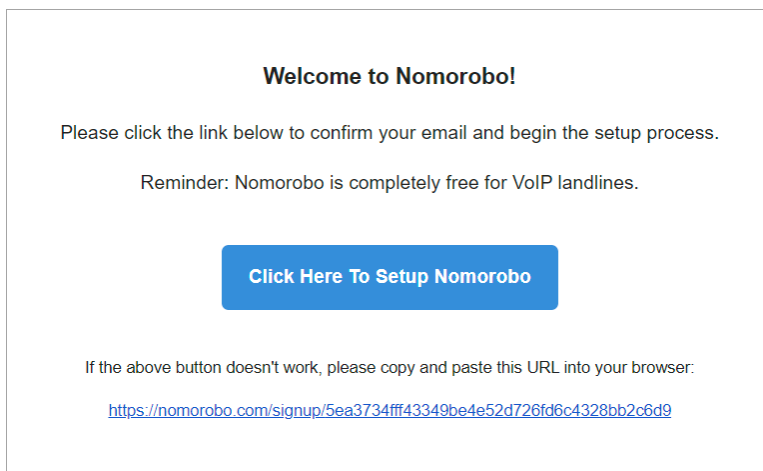 Welcome to Nomorobo!
Please click the link below to confirm your email and begin the setup process.
Reminder: Nomorobo is completely free for VoIP landlines.
Click Here To Setup Nomorobo
If the above button doesn't work, please copy and paste this URL into your browser:
https://nomorobo.com/signup/5ea3734fff43349be4e52d726fd6c4328bb2c6d9